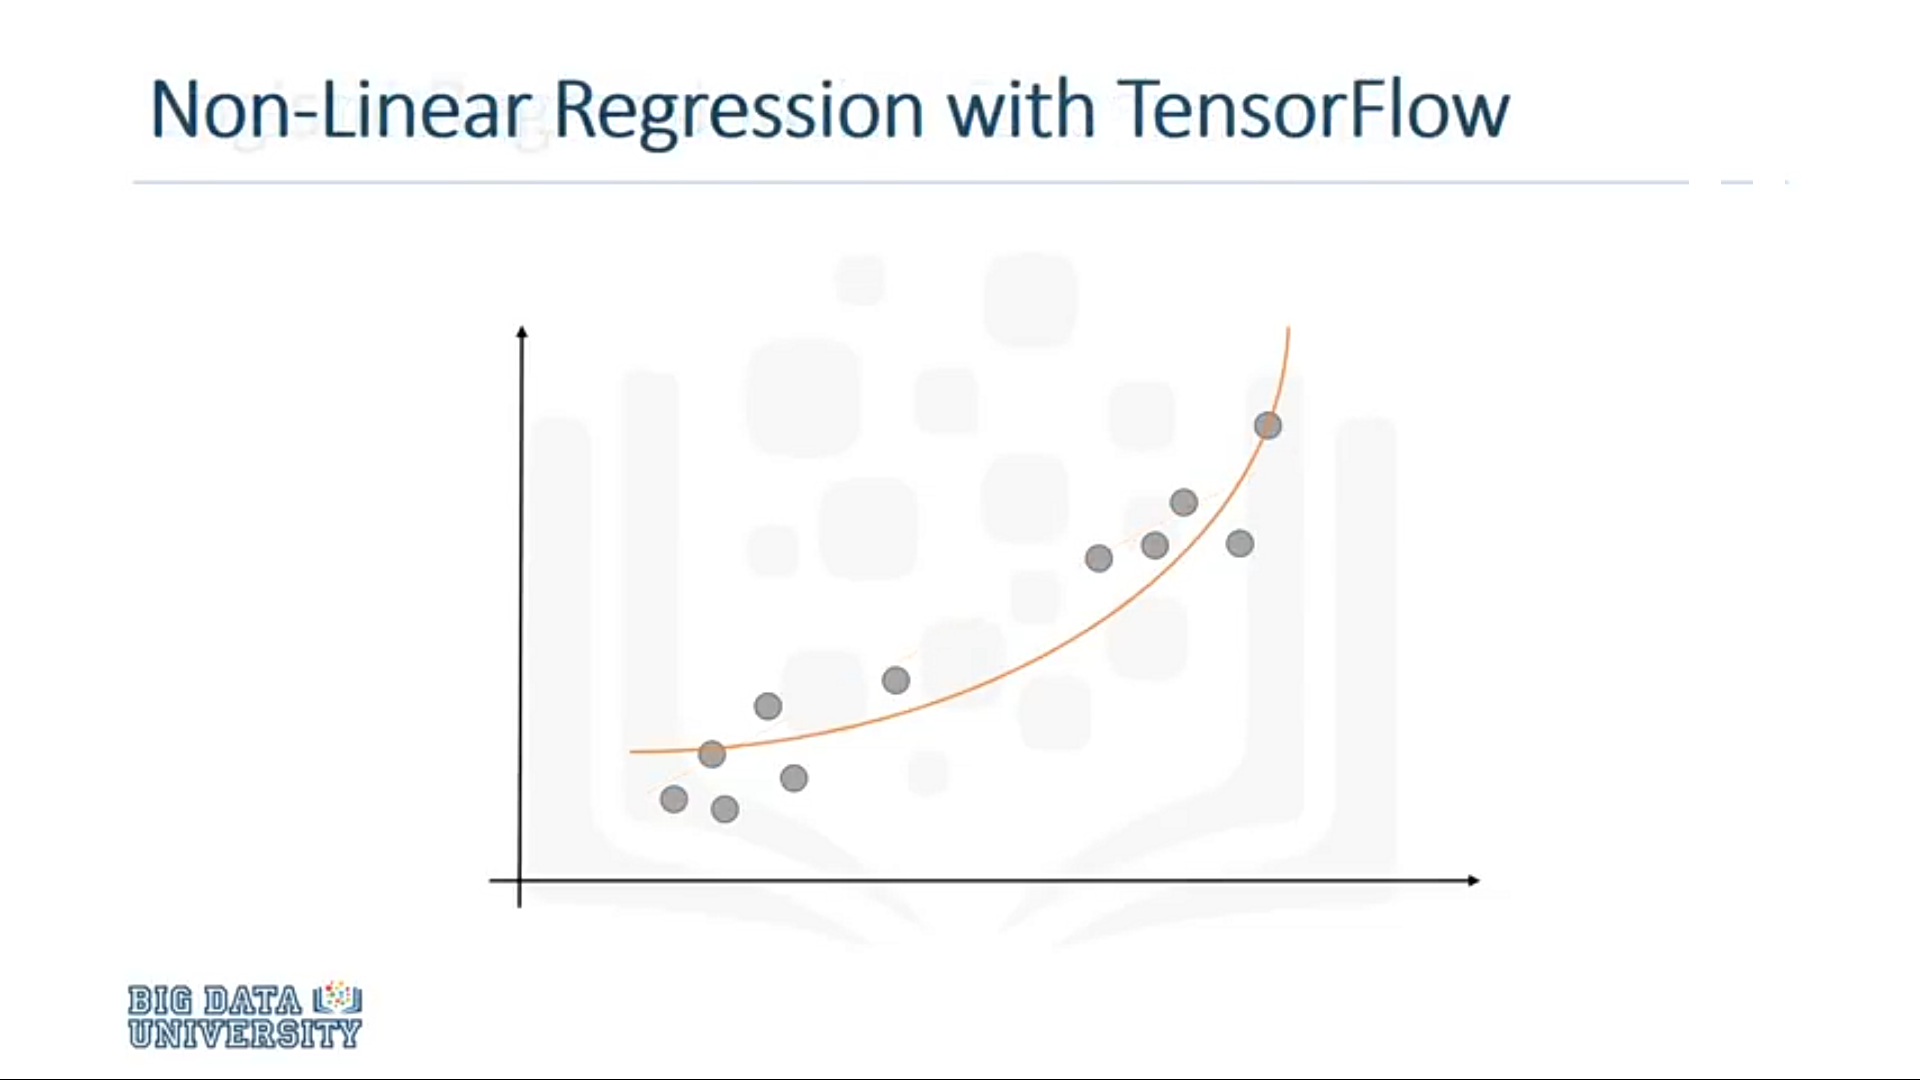 Non-Linear Regression with TensorFlow
BIG DATA
UNIVERSITY